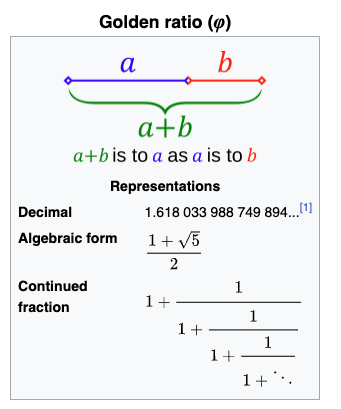 Golden ratio (φ)
a b
a+b
a+b is to a as a is to b
Representations
Decimal 1.618 033 988 749 894...[1]
Algebraic form 1 + √5
2
Continued fraction 1 + 1
1 + 1
1 + 1
1 + ⋱